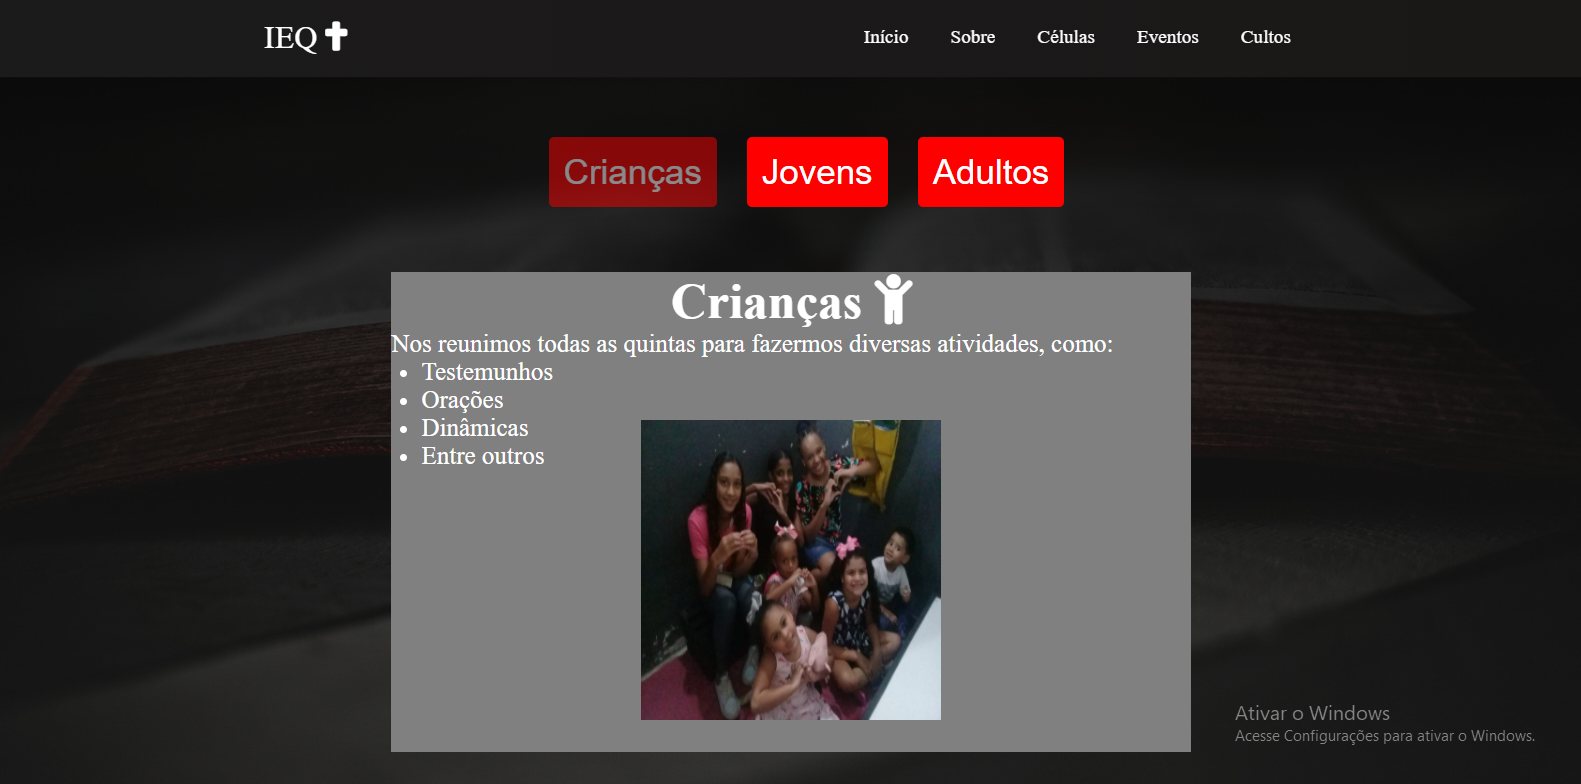 IEQ
Início Sobre Células Eventos Cultos
Crianças Jovens Adultos
Crianças
Nos reunimos todas as quintas para fazermos diversas atividades, como:
• Testemunhos
• Orações
• Dinâmicas
• Entre outros
Ativar o Windows
Acesse Configurações para ativar o Windows.